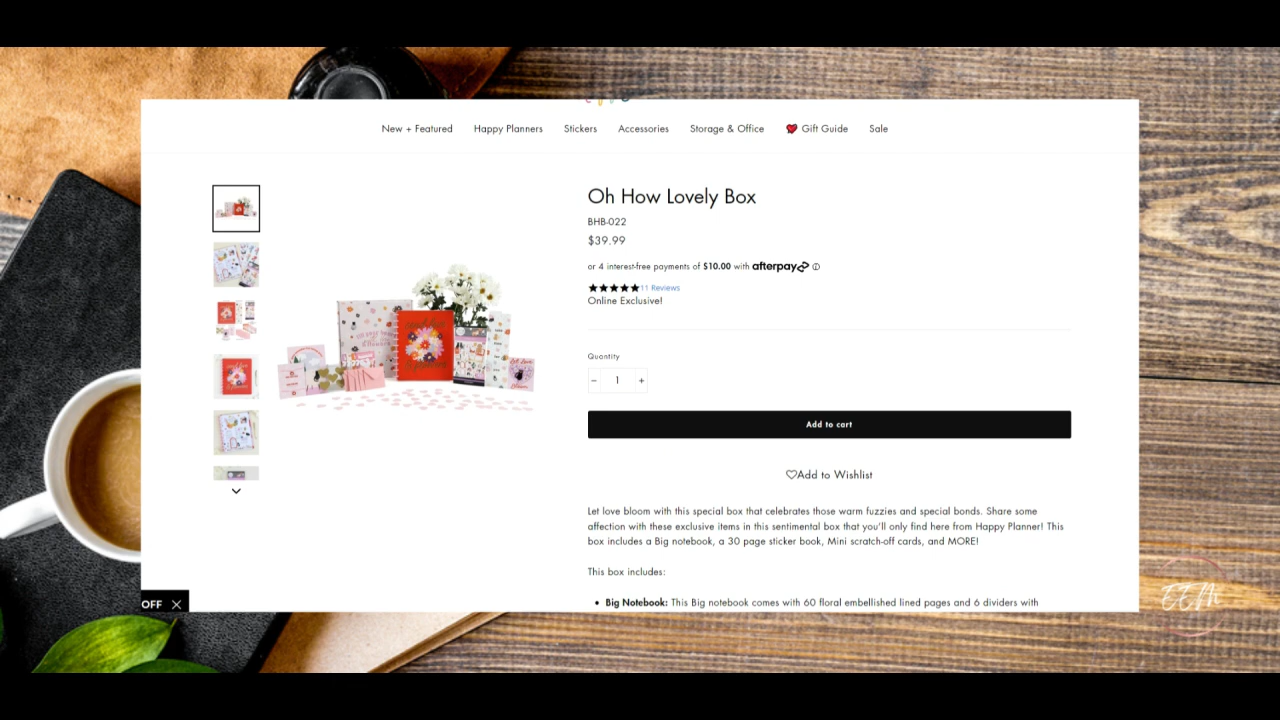 New + Featured Happy Planners Stickers Accessories Storage & Office Gift Guide Sale
Oh How Lovely Box
BHB-022
$39.99
or 4 interest-free payments of $10.00 with afterpay
11 Reviews
Online Exclusive!
Quantity
− 1 +
Add to cart
Add to Wishlist
Let love bloom with this special box that celebrates those warm fuzzies and special bonds. Share some
affection with these exclusive items in this sentimental box that you'll only find here from Happy Planner! This
box includes a Big notebook, a 30 page sticker book, Mini scratch-off cards, and MORE!
This box includes:
• Big Notebook: This Big notebook comes with 60 floral embellished lined pages and 6 dividers with
OFF
EEM